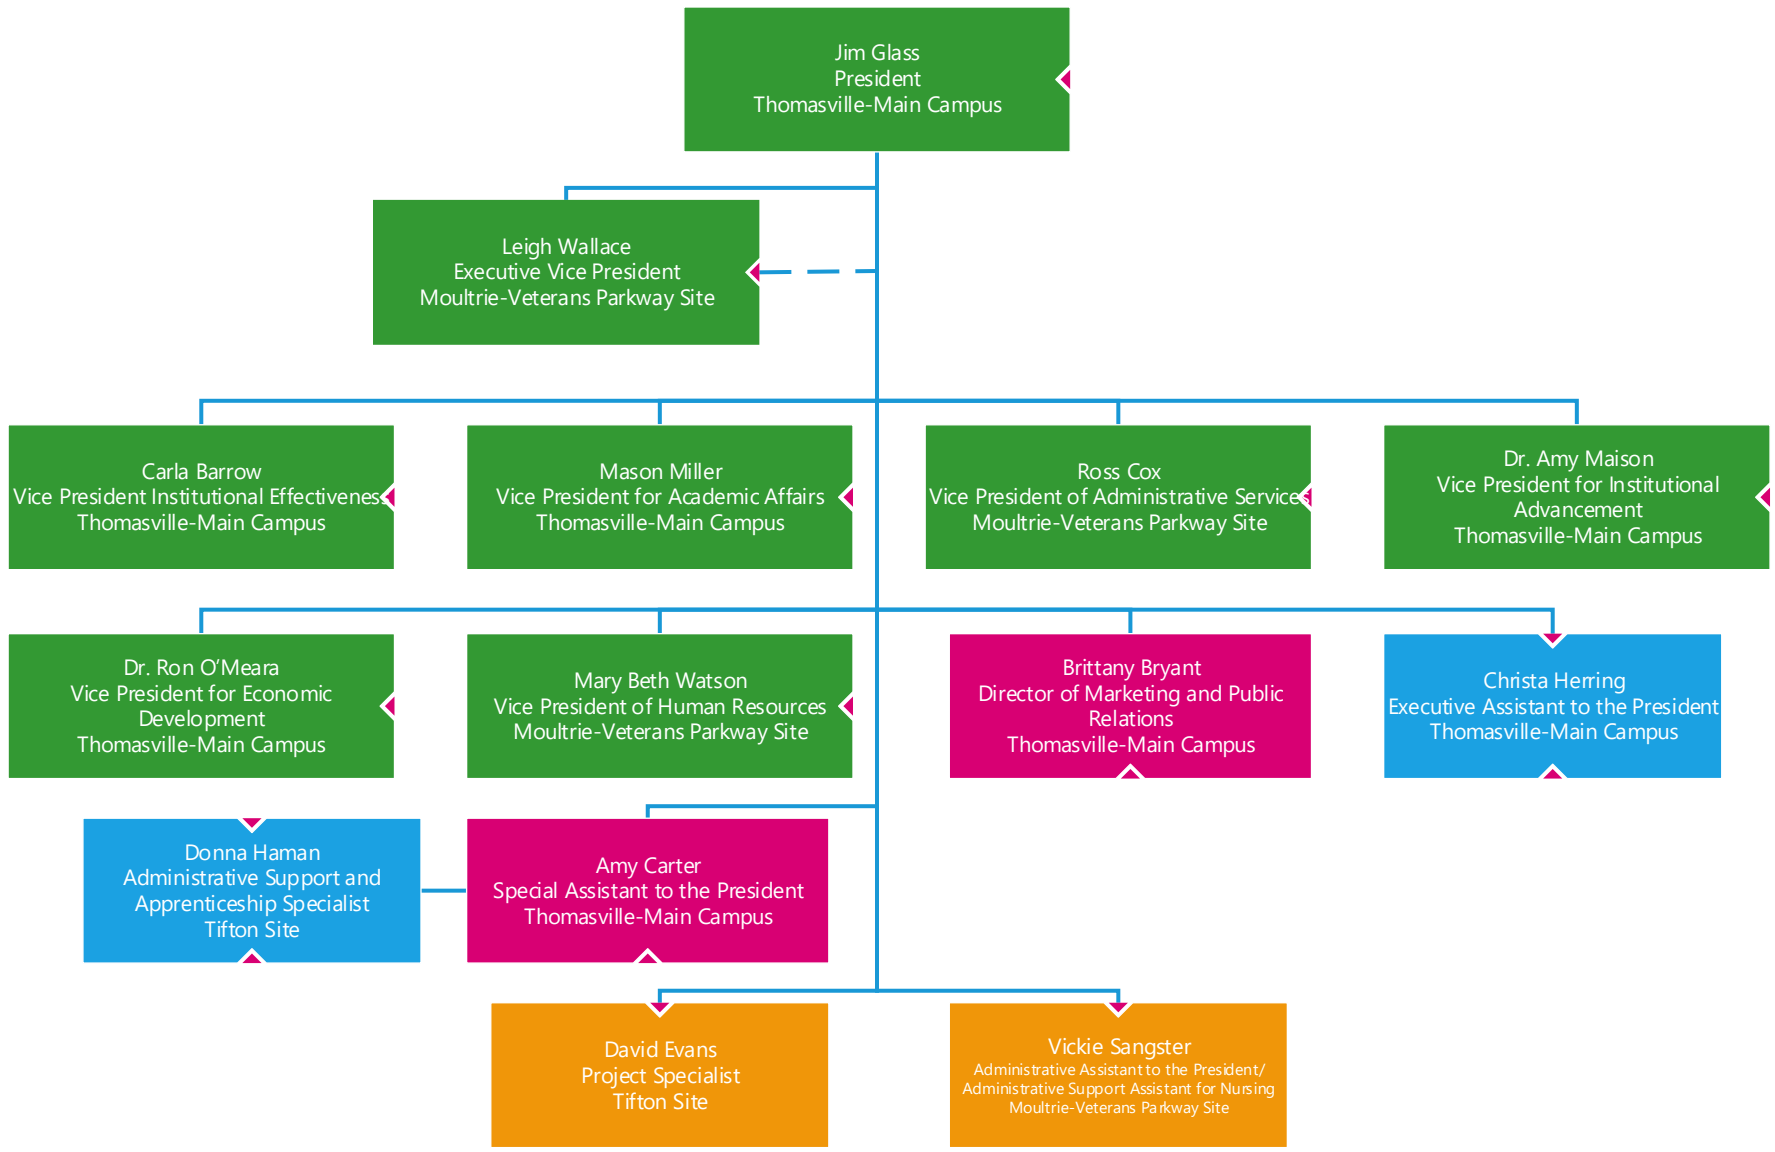 Jim Glass
President
Thomasville-Main Campus
Leigh Wallace
Executive Vice President
Moultrie-Veterans Parkway Site
Carla Barrow
Vice President Institutional Effectiveness
Thomasville-Main Campus
Mason Miller
Vice President for Academic Affairs
Thomasville-Main Campus
Ross Cox
Vice President of Administrative Services
Moultrie-Veterans Parkway Site
Dr. Amy Maison
Vice President for Institutional
Advancement
Thomasville-Main Campus
Dr. Ron O’Meara
Vice President for Economic
Development
Thomasville-Main Campus
Mary Beth Watson
Vice President of Human Resources
Moultrie-Veterans Parkway Site
Brittany Bryant
Director of Marketing and Public
Relations
Thomasville-Main Campus
Christa Herring
Executive Assistant to the President
Thomasville-Main Campus
Donna Haman
Administrative Support and
Apprenticeship Specialist
Tifton Site
Amy Carter
Special Assistant to the President
Thomasville-Main Campus
David Evans
Project Specialist
Tifton Site
Vickie Sangster
Administrative Assistant to the President/
Administrative Support Assistant for Nursing
Moultrie-Veterans Parkway Site